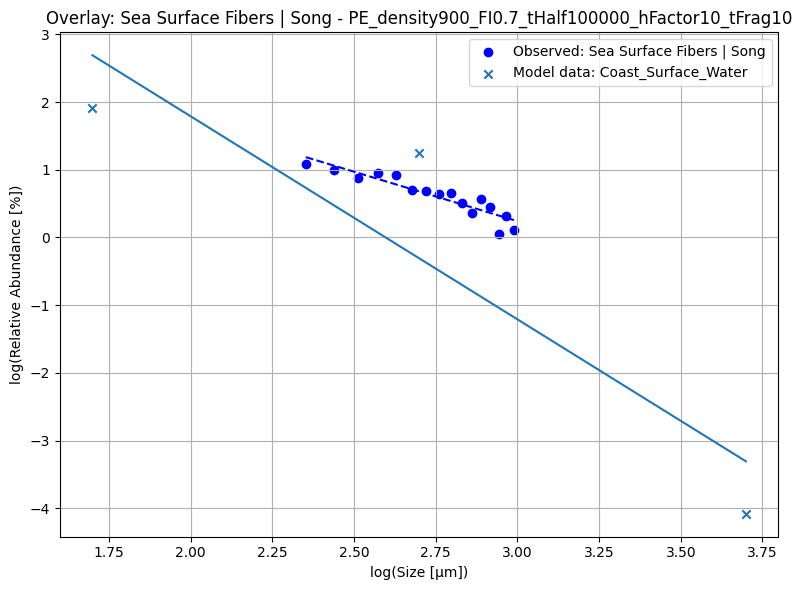 Overlay: Sea Surface Fibers | Song - PE_density900_FI0.7_tHalf100000_hFactor10_tFrag10
Observed: Sea Surface Fibers | Song
Model data: Coast_Surface_Water
log(Relative Abundance [%])
3
2
1
0
−1
−2
−3
−4
1.75 2.00 2.25 2.50 2.75 3.00 3.25 3.50 3.75
log(Size [µm])